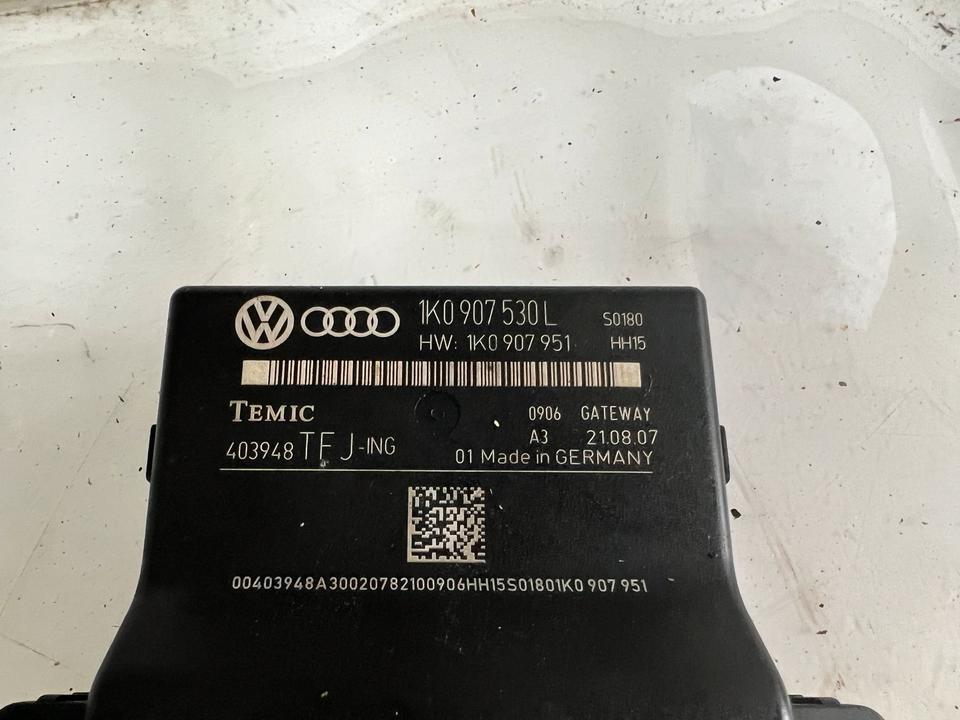 1K0 907 530 L
S0180
HW: 1K0 907 951
HH15
TEMIC
0906 GATEWAY
403948 TFJ-ING
A3 21.08.07
01 Made in GERMANY
00403948A30020782100906HH15S01801K0 907 951